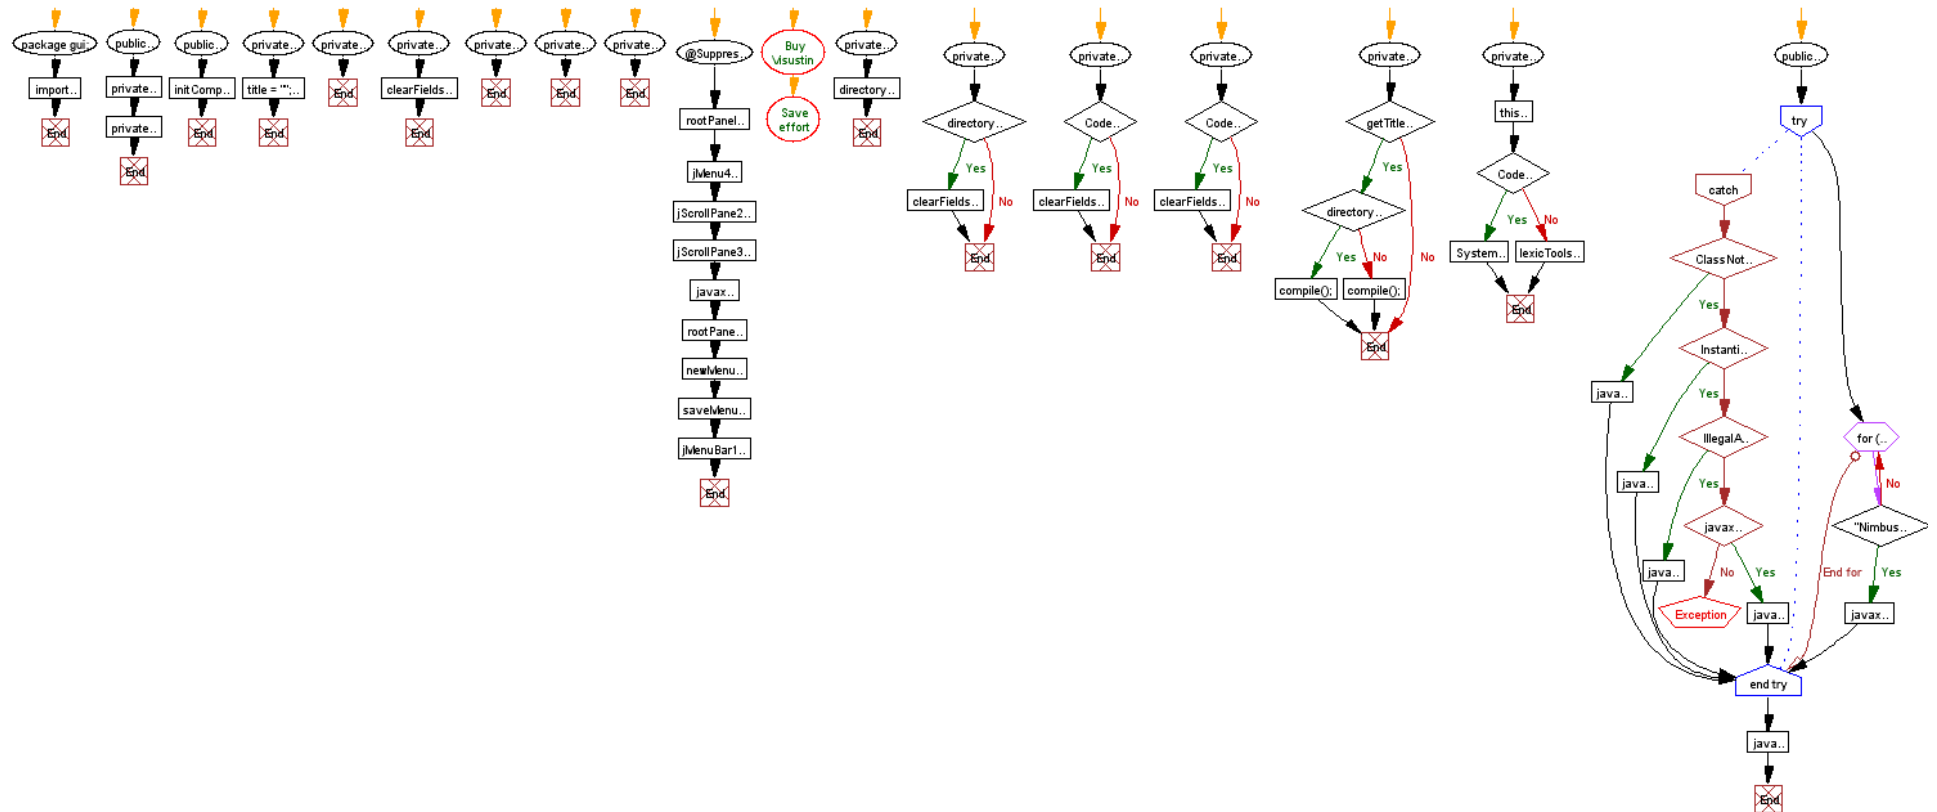 package gui;
import..
End
public..
private..
private..
End
public..
initComp..
End
private..
title = "";..
End
private..
End
private..
clearFields..
End
private..
End
private..
End
private..
End
@Suppres..
rootPanel..
jMenu4..
jScrollPane2..
jScrollPane3..
javax..
rootPane..
newMenu..
saveMenu..
jMenuBar1..
End
Buy
Visustin
Save
effort
private..
directory..
End
private..
directory..
Yes
clearFields..
No
End
private..
Code..
Yes
clearFields..
No
End
private..
Code..
Yes
clearFields..
No
End
private..
getTitle..
Yes
directory..
Yes
No
No
compile();
compile();
End
private..
this..
Code..
Yes
No
System..
lexicTools..
End
public..
try
catch
ClassNot..
Yes
Instanti..
java..
Yes
IllegalA..
for (..
java..
Yes
No
javax..
"Nimbus..
java..
No
Yes
End for
Yes
Exception
java..
javax..
end try
java..
End